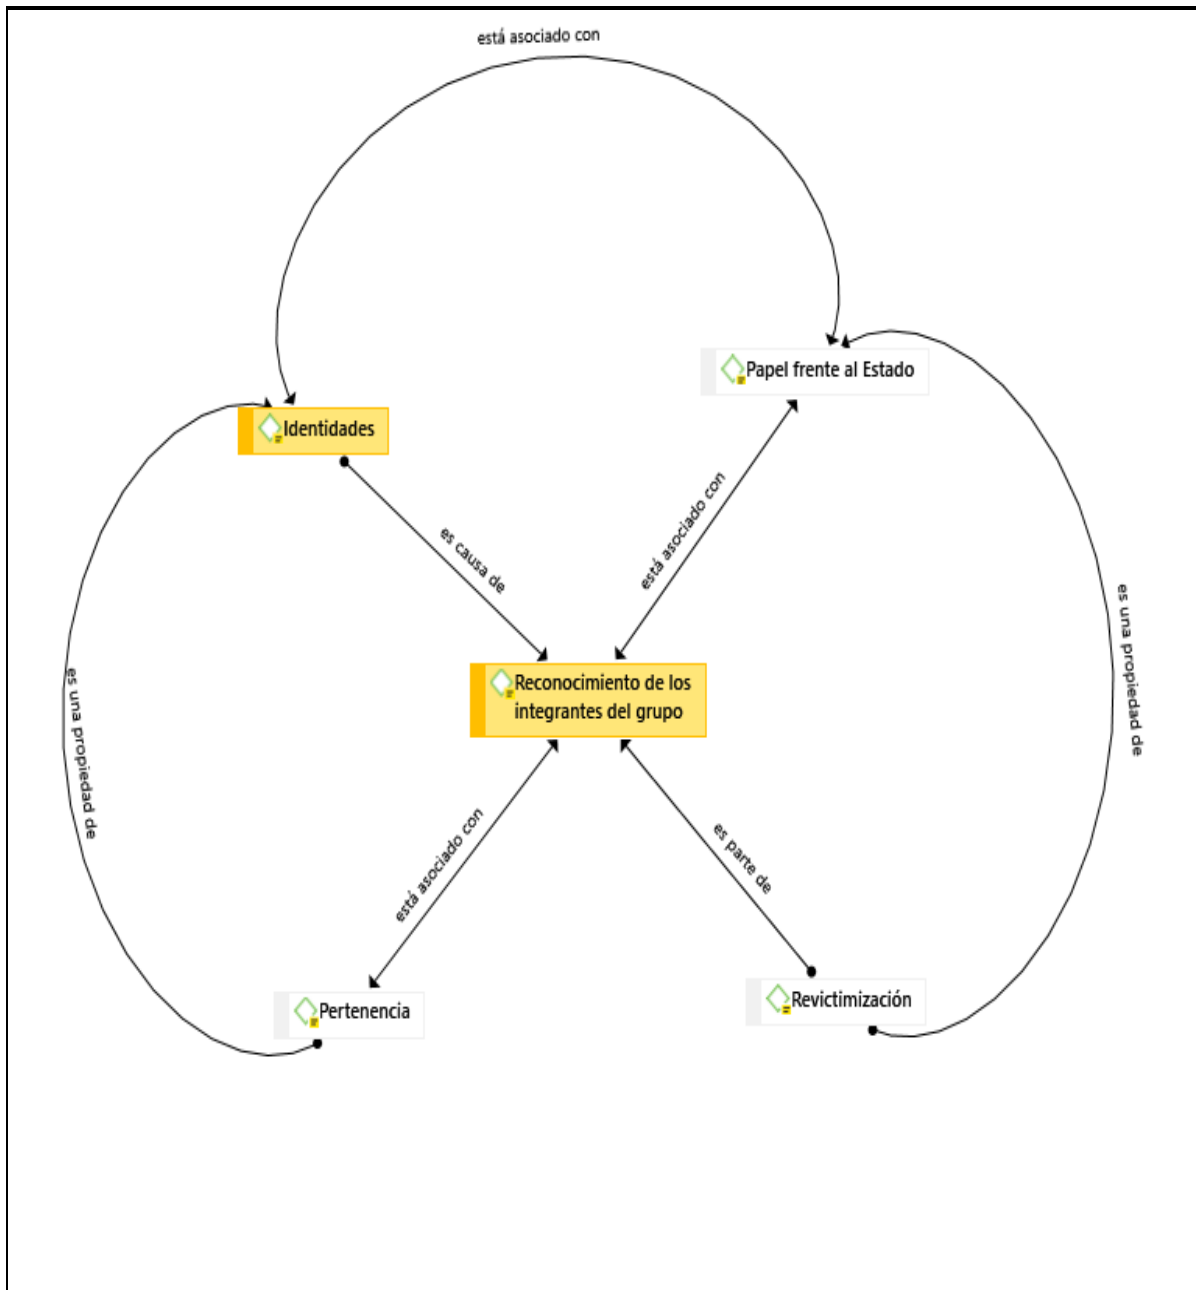 está asociado con
Papel frente al Estado
Identidades
es causa de
está asociado con
es una propiedad de
Reconocimiento de los
integrantes del grupo
es una propiedad de
está asociado con
es parte de
Pertenencia
Revictimización